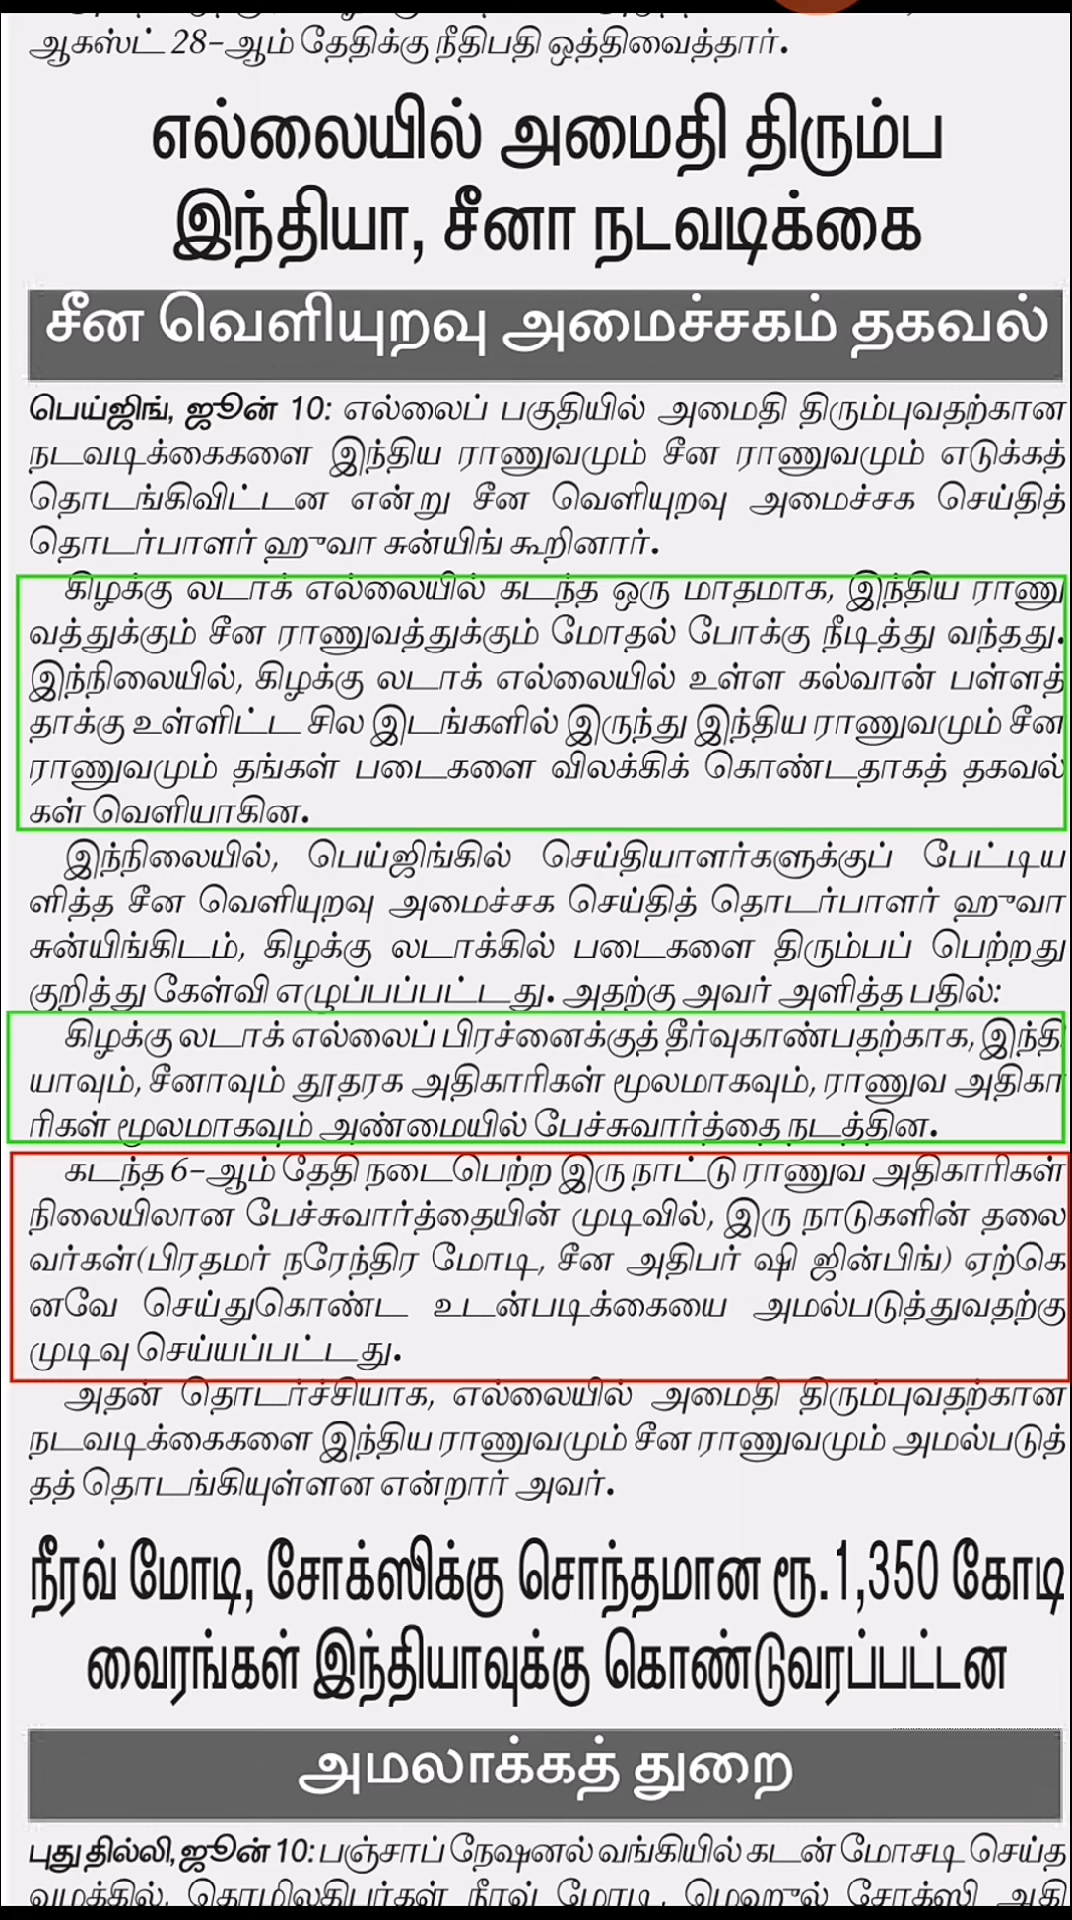 ஆகஸ்ட் 28-ஆம் தேதிக்கு நீதிபதி ஒத்திவைத்தார்.
எல்லையில் அமைதி திரும்ப
இந்தியா, சீனா நடவடிக்கை
சீன வெளியுறவு அமைச்சகம் தகவல்
பெய்ஜிங், ஜூன் 10: எல்லைப் பகுதியில் அமைதி திரும்புவதற்கான
நடவடிக்கைகளை இந்திய ராணுவமும் சீன ராணுவமும் எடுக்கத்
தொடங்கிவிட்டன என்று சீன வெளியுறவு அமைச்சக செய்தித்
தொடர்பாளர் ஹுவா சுன்யிங் கூறினார்.
கிழக்கு லடாக் எல்லையில் கடந்த ஒரு மாதமாக, இந்திய ராணு
வத்துக்கும் சீன ராணுவத்துக்கும் மோதல் போக்கு நீடித்து வந்தது.
இந்நிலையில், கிழக்கு லடாக் எல்லையில் உள்ள கல்வான் பள்ளத்
தாக்கு உள்ளிட்ட சில இடங்களில் இருந்து இந்திய ராணுவமும் சீன
ராணுவமும் தங்கள் படைகளை விலக்கிக் கொண்டதாகத் தகவல்
கள் வெளியாகின.
இந்நிலையில், பெய்ஜிங்கில் செய்தியாளர்களுக்குப் பேட்டிய
ளித்த சீன வெளியுறவு அமைச்சக செய்தித் தொடர்பாளர் ஹுவா
சுன்யிங்கிடம், கிழக்கு லடாக்கில் படைகளை திரும்பப் பெற்றது
குறித்து கேள்வி எழுப்பப்பட்டது. அதற்கு அவர் அளித்த பதில்:
கிழக்கு லடாக் எல்லைப் பிரச்னைக்குத் தீர்வுகாண்பதற்காக, இந்தி
யாவும், சீனாவும் தூதரக அதிகாரிகள் மூலமாகவும், ராணுவ அதிகா
ரிகள் மூலமாகவும் அண்மையில் பேச்சுவார்த்தை நடத்தின.
கடந்த 6-ஆம் தேதி நடைபெற்ற இரு நாட்டு ராணுவ அதிகாரிகள்
நிலையிலான பேச்சுவார்த்தையின் முடிவில், இரு நாடுகளின் தலை
வர்கள்(பிரதமர் நரேந்திர மோடி, சீன அதிபர் ஷி ஜின்பிங்) ஏற்கெ
னவே செய்துகொண்ட உடன்படிக்கையை அமல்படுத்துவதற்கு
முடிவு செய்யப்பட்டது.
அதன் தொடர்ச்சியாக, எல்லையில் அமைதி திரும்புவதற்கான
நடவடிக்கைகளை இந்திய ராணுவமும் சீன ராணுவமும் அமல்படுத்
தத் தொடங்கியுள்ளன என்றார் அவர்.
நீரவ் மோடி, சோக்ஸிக்கு சொந்தமான ரூ.1,350 கோடி
வைரங்கள் இந்தியாவுக்கு கொண்டுவரப்பட்டன
அமலாக்கத் துறை
புது தில்லி, ஜூன் 10: பஞ்சாப் நேஷனல் வங்கியில் கடன் மோசடி செய்த
வழக்கில், தொழிலதிபர்கள் நீரவ் மோடி, மெஹுல் சோக்ஸி அகி